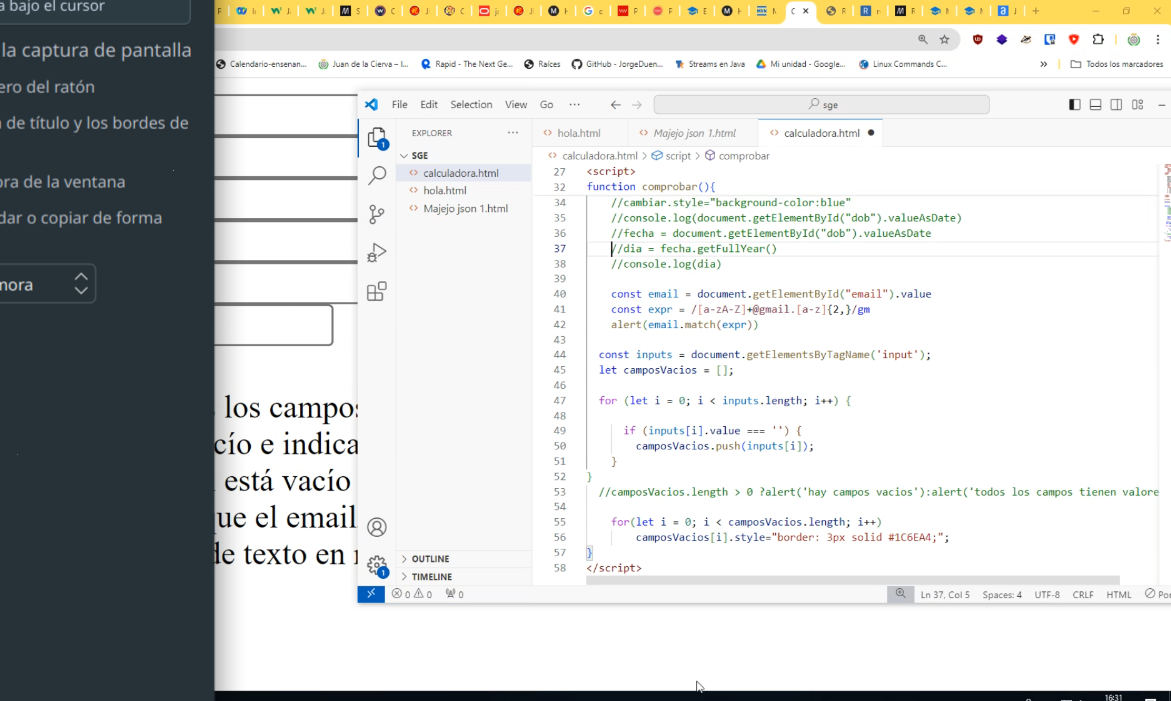 bajo el cursor
la captura de pantalla
ero del ratón
de título y los bordes de
ora de la ventana
dar o copiar de forma
mora
Calendario-ensenan...
Juan de la Cierva – I...
Rapid - The Next Ge...
Raíces
GitHub - JorgeDuen...
Streams en Java
Mi unidad - Google...
Linux Commands C...
»
Todos los marcadores
los campos
cío e indica
está vacío
ue el email
de texto en
File Edit Selection View Go ···
sge
EXPLORER ···
SGE
calculadora.html
hola.html
Majejo json 1.html
OUTLINE
TIMELINE
hola.html
Majejo json 1.html
calculadora.html ●
calculadora.html > script > comprobar
27 <script>
32 function comprobar(){
34 //cambiar.style="background-color:blue"
35 //console.log(document.getElementById("dob").valueAsDate)
36 //fecha = document.getElementById("dob").valueAsDate
37 //dia = fecha.getFullYear()
38 //console.log(dia)
39
40 const email = document.getElementById("email").value
41 const expr = /[a-zA-Z]+@gmail.[a-z]{2,}/gm
42 alert(email.match(expr))
43
44 const inputs = document.getElementsByTagName('input');
45 let camposVacios = [];
46
47 for (let i = 0; i < inputs.length; i++) {
48
49 if (inputs[i].value === '') {
50 camposVacios.push(inputs[i]);
51 }
52 }
53 //camposVacios.length > 0 ?alert('hay campos vacios'):alert('todos los campos tienen valore
54
55 for(let i = 0; i < camposVacios.length; i++)
56 camposVacios[i].style="border: 3px solid #1C6EA4;";
57 }
58 </script>
0 0 0
Ln 37, Col 5 Spaces: 4 UTF-8 CRLF HTML Por
16:31